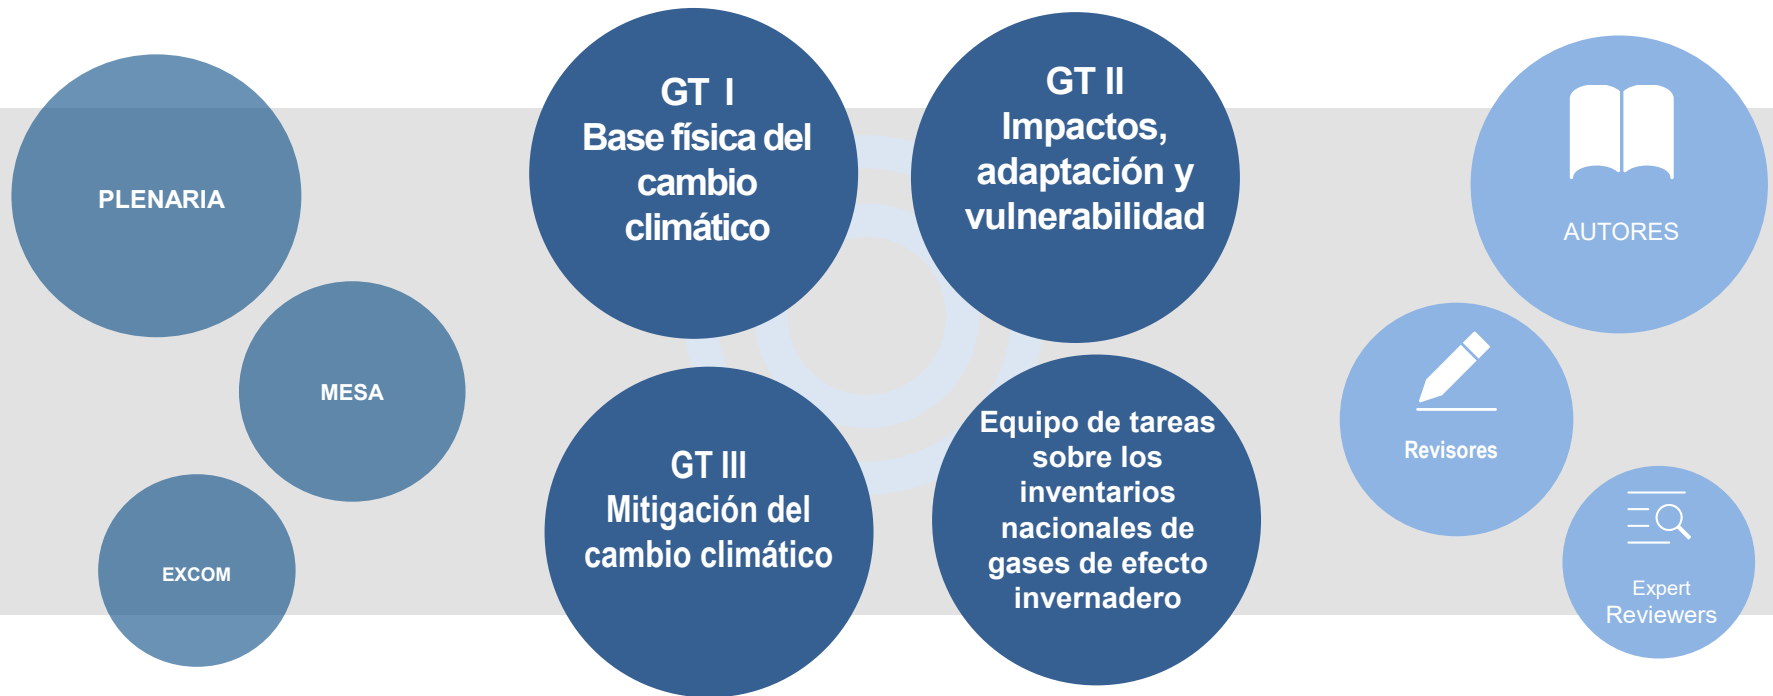 PLENARIA
MESA
EXCOM
GT I
Base física del
cambio
climático
GT II
Impactos,
adaptación y
vulnerabilidad
GT III
Mitigación del
cambio climático
Equipo de tareas
sobre los
inventarios
nacionales de
gases de efecto
invernadero
AUTORES
Revisores
Expert
Reviewers